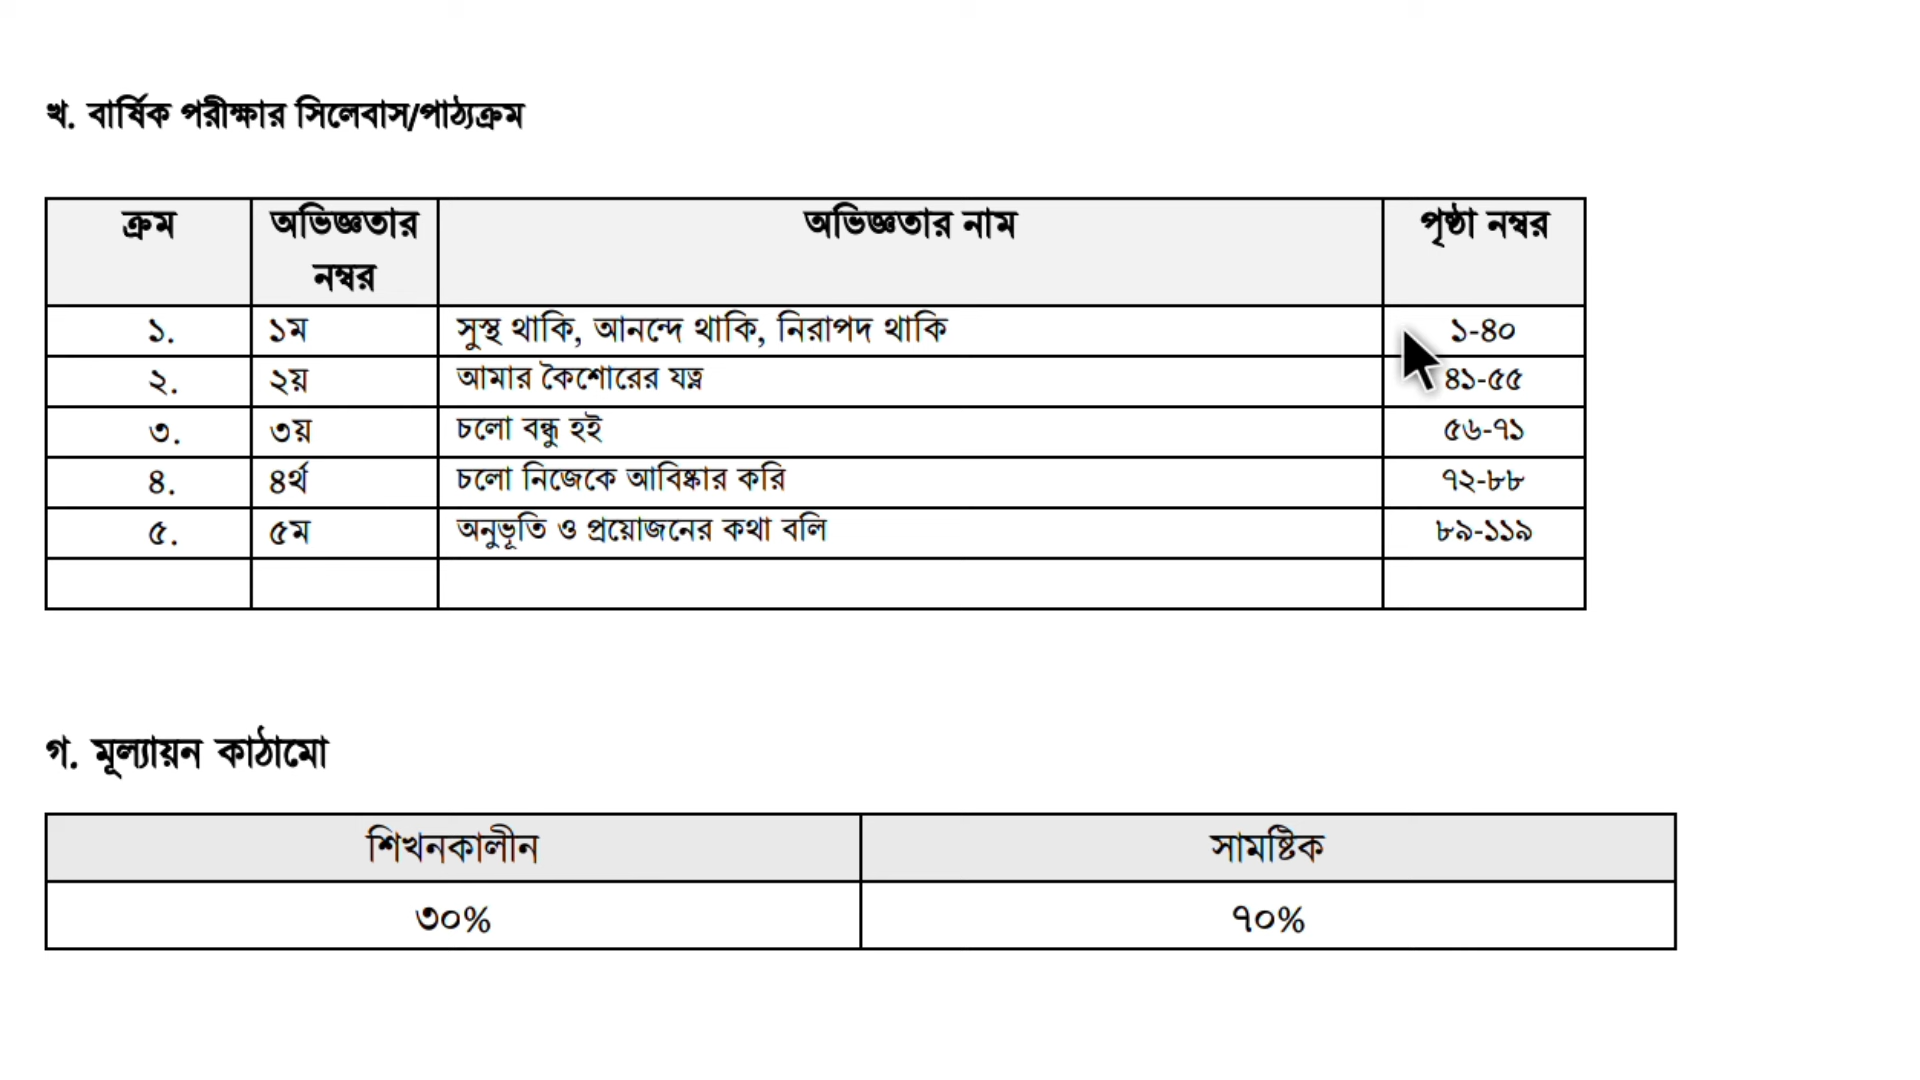 খ. বার্ষিক পরীক্ষার সিলেবাস/পাঠ্যক্রম
ক্রম অভিজ্ঞতার নম্বর অভিজ্ঞতার নাম পৃষ্ঠা নম্বর
১. ১ম সুস্থ থাকি, আনন্দে থাকি, নিরাপদ থাকি ১-৪০
২. ২য় আমার কৈশোরের যত্ন ৪১-৫৫
৩. ৩য় চলো বন্ধু হই ৫৬-৭১
৪. ৪র্থ চলো নিজেকে আবিষ্কার করি ৭২-৮৮
৫. ৫ম অনুভূতি ও প্রয়োজনের কথা বলি ৮৯-১১৯
গ. মূল্যায়ন কাঠামো
শিখনকালীন সামষ্টিক
৩০% ৭০%